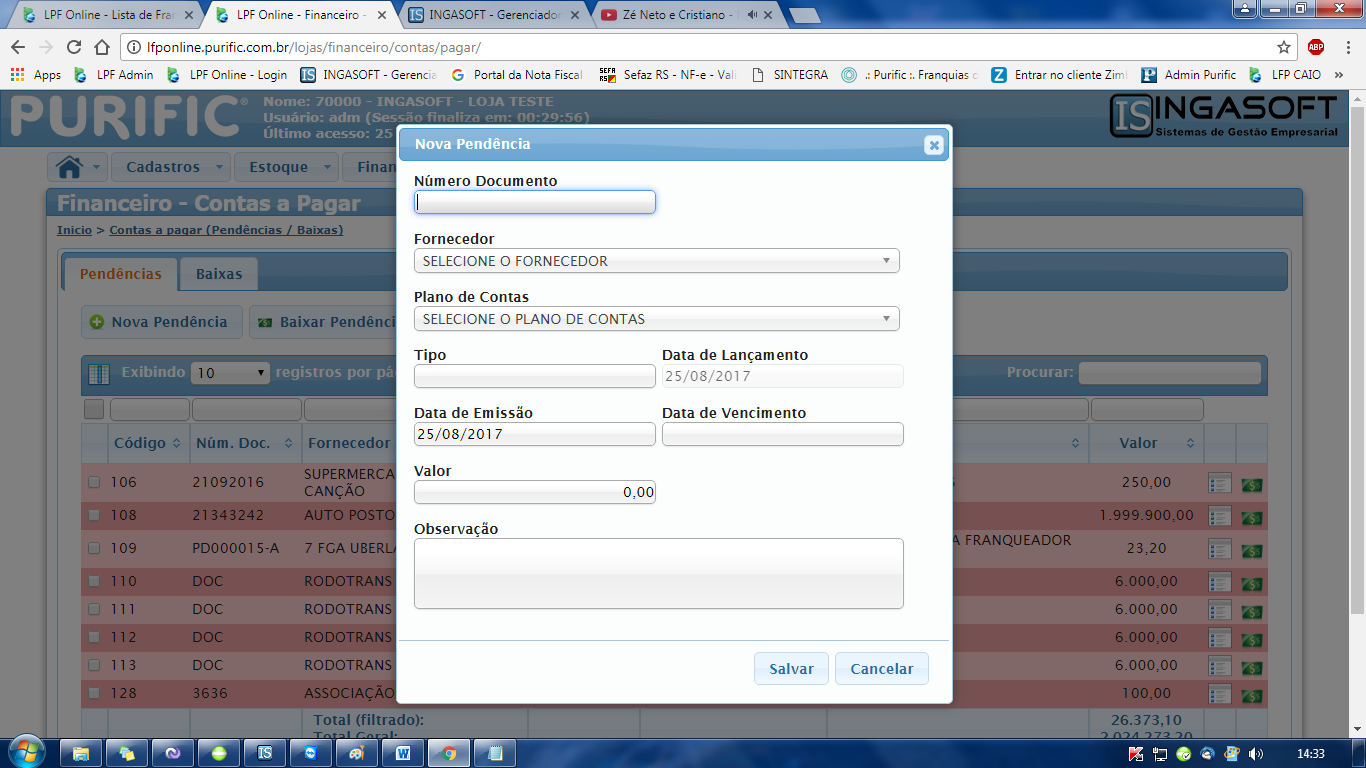 LPF Online - Lista de Fran
LPF Online - Financeiro -
INGASOFT - Gerenciador
Zé Neto e Cristiano -
lfponline.purific.com.br/lojas/financeiro/contas/pagar/
ABP
Apps
LPF Admin
LPF Online - Login
INGASOFT - Gerencia
Portal da Nota Fiscal
Sefaz RS - NF-e - Vali
SINTEGRA
.: Purific :. Franquias
Entrar no cliente Zim
Admin Purific
LFP CAIO
»
PURIFIC®
Nome: 70000 - INGASOFT - LOJA TESTE
Usuário: adm (Sessão finaliza em: 00:29:56)
Último acesso: 25
IS INGASOFT
Sistemas de Gestão Empresarial
Cadastros
Estoque
Finan
Financeiro - Contas a Pagar
Inicio > Contas a pagar (Pendências / Baixas)
Pendências
Baixas
Nova Pendência
Baixar Pendênci
Exibindo 10 registros por pá
Procurar:
Código
Núm. Doc.
Fornecedor
Valor
106 21092016 SUPERMERCA
CANÇÃO
250,00
108 21343242 AUTO POSTO 1.999.900,00
109 PD000015-A 7 FGA UBERLA A FRANQUEADOR 23,20
110 DOC RODOTRANS 6.000,00
111 DOC RODOTRANS 6.000,00
112 DOC RODOTRANS 6.000,00
113 DOC RODOTRANS 6.000,00
128 3636 ASSOCIAÇÃO 100,00
Total (filtrado): 26.373,10
Total Geral: 2.024.273,20
Nova Pendência
Número Documento
Fornecedor
SELECIONE O FORNECEDOR
Plano de Contas
SELECIONE O PLANO DE CONTAS
Tipo
Data de Lançamento
25/08/2017
Data de Emissão
Data de Vencimento
25/08/2017
Valor
0,00
Observação
Salvar
Cancelar
14:33